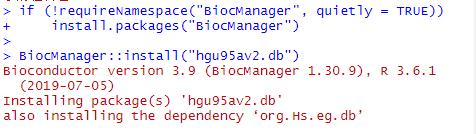 > if (!requireNamespace("BiocManager", quietly = TRUE))
+     install.packages("BiocManager")
>
> BiocManager::install("hgu95av2.db")
Bioconductor version 3.9 (BiocManager 1.30.9), R 3.6.1
  (2019-07-05)
Installing package(s) 'hgu95av2.db'
also installing the dependency ‘org.Hs.eg.db’